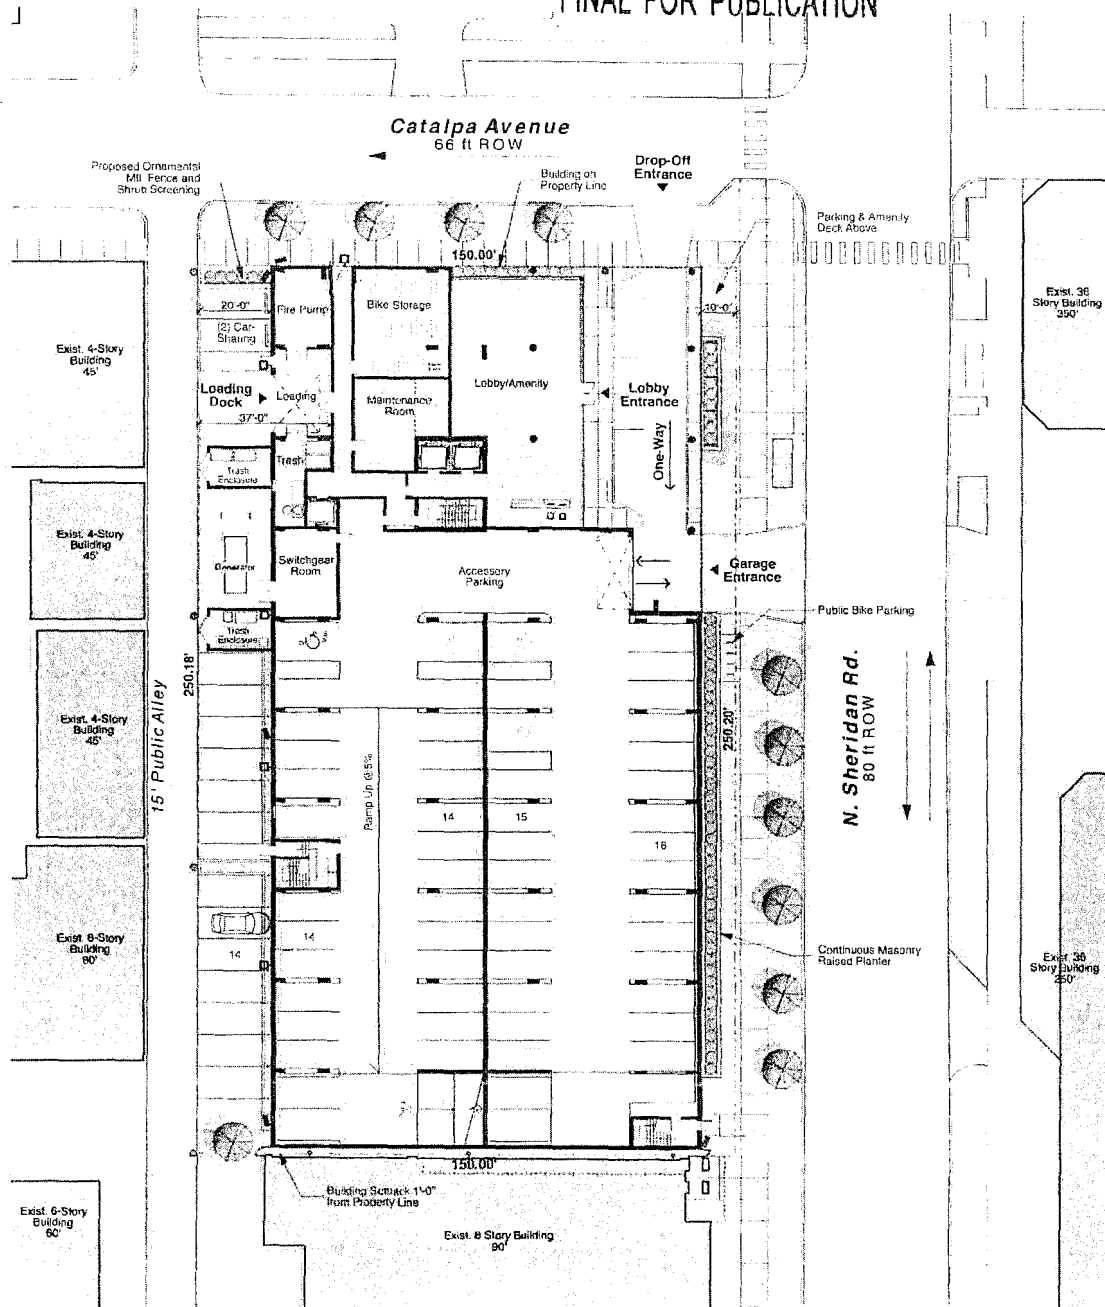 FINAL FOR PUBLICATION
Catalpa Avenue
66 ft ROW
Proposed Ornamental
Mtl Fence and
Shrub Screening
Building on
Property Line
Drop-Off
Entrance
Parking & Amenity
Deck Above
150.00'
20'-0"
(2) Car-
Sharing
Fire Pump
Bike Storage
10'-0"
Exist. 4-Story
Building
45'
Exist. 36
Story Building
350'
Loading
Dock
Loading
37'-0"
Maintenance
Room
Lobby/Amenity
Lobby
Entrance
One-Way
Trash
Trash
Enclosure
Exist. 4-Story
Building
45'
Generator
Switchgear
Room
Accessory
Parking
Garage
Entrance
Trash
Enclosure
Public Bike Parking
250.18'
15' Public Alley
Exist. 4-Story
Building
45'
Ramp Up @5%
250.20'
N. Sheridan Rd.
80 ft ROW
14
15
16
14
14
Exist. 8-Story
Building
80'
Continuous Masonry
Raised Planter
Exist. 36
Story Building
150.00'
Building Setback 1'-0"
from Property Line
Exist. 6-Story
Building
60'
Exist. 8 Story Building
90'